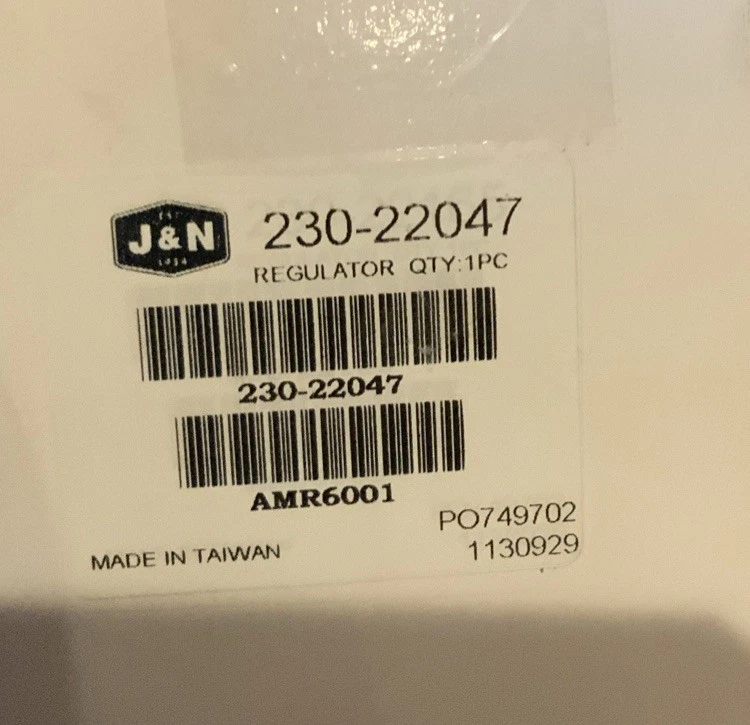 J&N
230-22047
REGULATOR QTY:1PC
230-22047
AMR6001
PO749702
MADE IN TAIWAN
1130929